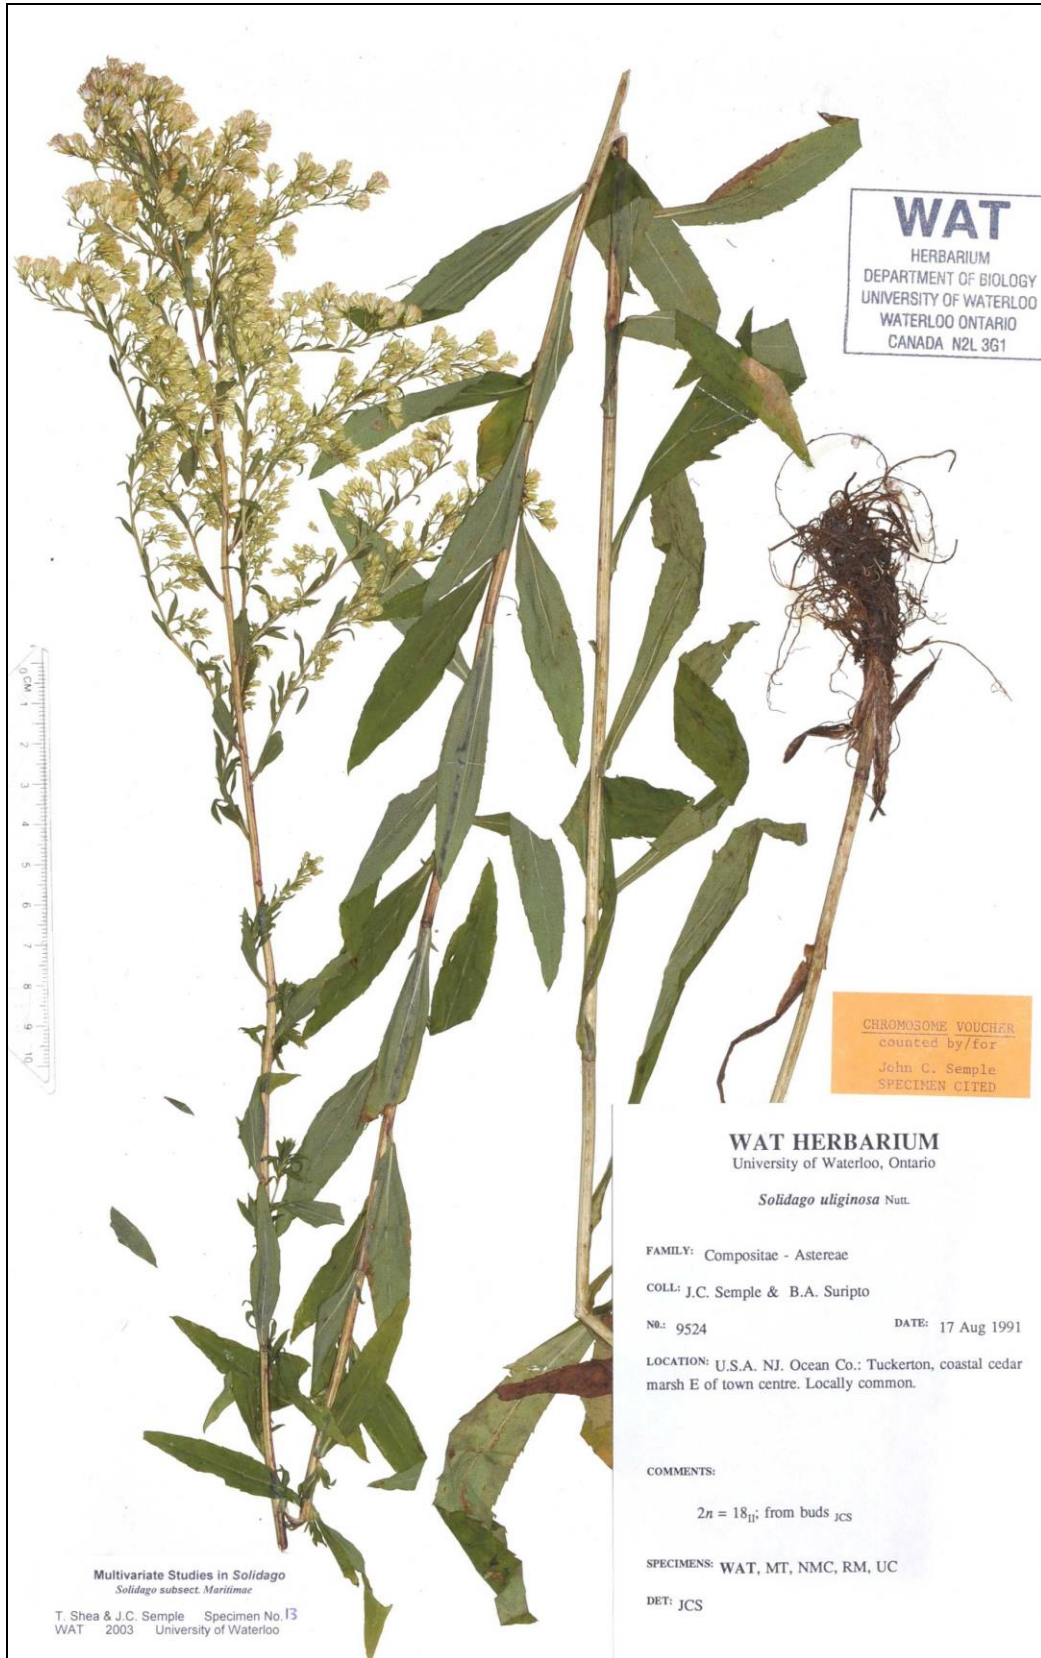 WAT
HERBARIUM
DEPARTMENT OF BIOLOGY
UNIVERSITY OF WATERLOO
WATERLOO ONTARIO
CANADA N2L 3G1
0 CM 1 2 3 4 5 6 7 8 9 10
CHROMOSOME VOUCHER
counted by/for
John C. Semple
SPECIMEN CITED
WAT HERBARIUM
University of Waterloo, Ontario
Solidago uliginosa Nutt.
FAMILY: Compositae - Astereae
COLL: J.C. Semple & B.A. Suripto
NO.: 9524 DATE: 17 Aug 1991
LOCATION: U.S.A. NJ. Ocean Co.: Tuckerton, coastal cedar
marsh E of town centre. Locally common.
COMMENTS:
2n = 18II; from buds JCS
SPECIMENS: WAT, MT, NMC, RM, UC
DET: JCS
Multivariate Studies in Solidago
Solidago subsect. Maritimae
T. Shea & J.C. Semple Specimen No. 13
WAT 2003 University of Waterloo